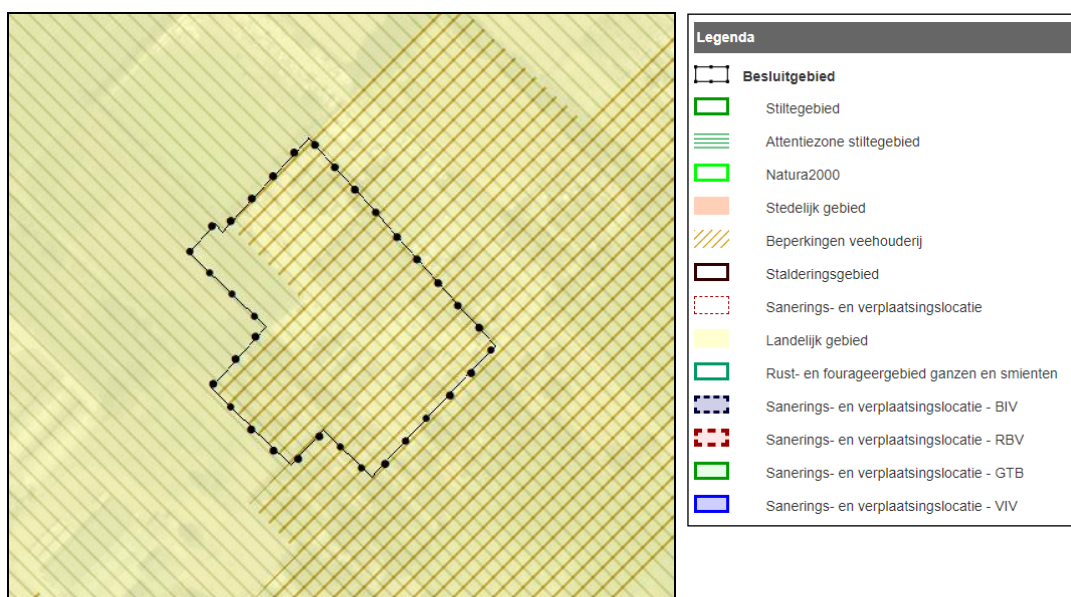 Legenda
Besluitgebied
Stiltegebied
Attentiezone stiltegebied
Natura2000
Stedelijk gebied
Beperkingen veehouderij
Stalderingsgebied
Sanerings- en verplaatsingslocatie
Landelijk gebied
Rust- en fourageergebied ganzen en smienten
Sanerings- en verplaatsingslocatie - BIV
Sanerings- en verplaatsingslocatie - RBV
Sanerings- en verplaatsingslocatie - GTB
Sanerings- en verplaatsingslocatie - VIV